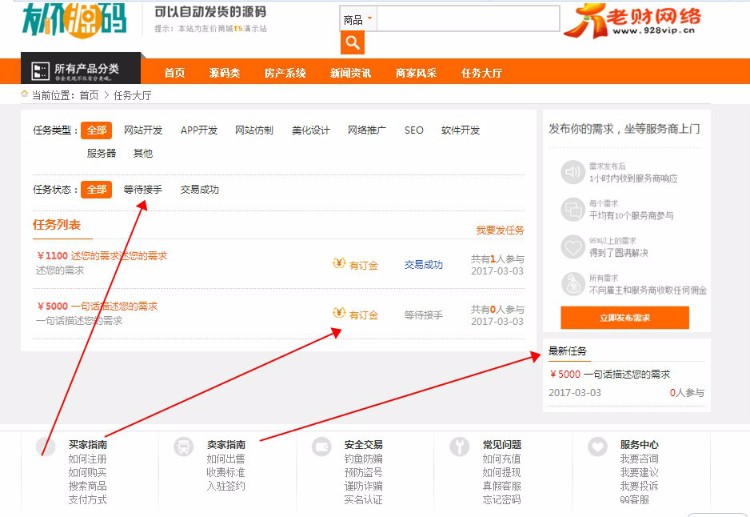 有价源码
可以自动发货的源码
提示：本站为友价商城T5演示站
商品
老财网络
www.928vip.cn
所有产品分类
首页 源码类 房产系统 新闻资讯 商家风采 任务大厅
当前位置：首页 > 任务大厅
任务类型： 全部 网站开发 APP开发 网站仿制 美化设计 网络推广 SEO 软件开发
服务器 其他
任务状态： 全部 等待接手 交易成功
任务列表
我要发任务
￥1100 述您的需求述您的需求
述您的需求
有订金
交易成功
共有1人参与
2017-03-03
￥5000 一句话描述您的需求
一句话描述您的需求
有订金
等待接手
共有0人参与
2017-03-03
发布你的需求，坐等服务商上门
需求发布后
1小时内收到服务商响应
每个需求
平均有10个服务商参与
95%以上的需求
得到了圆满解决
所有需求
不向雇主和服务商收取任何佣金
立即发布需求
最新任务
￥5000 一句话描述您的需求
2017-03-03 0人参与
买家指南
如何注册
如何购买
搜索商品
支付方式
卖家指南
如何出售
收费标准
入驻签约
安全交易
钓鱼防骗
预防盗号
谨防诈骗
实名认证
常见问题
如何充值
如何提现
真假客服
忘记密码
服务中心
我要咨询
我要建议
我要投诉
QQ客服